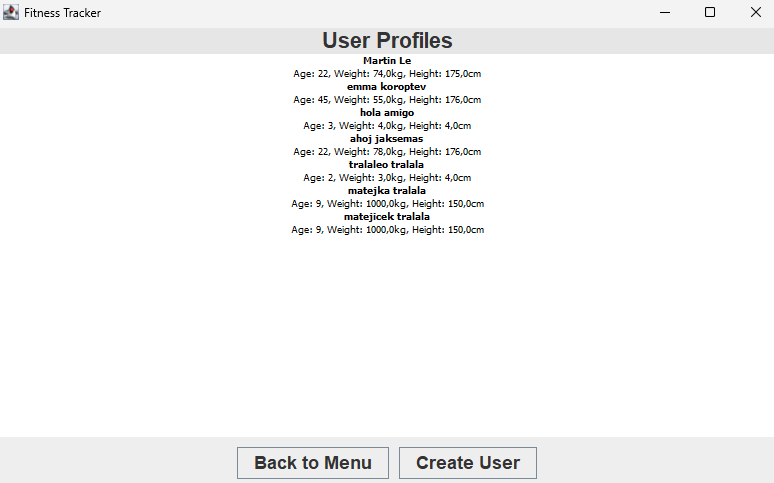 Fitness Tracker
User Profiles
Martin Le
Age: 22, Weight: 74,0kg, Height: 175,0cm
emma koroptev
Age: 45, Weight: 55,0kg, Height: 176,0cm
hola amigo
Age: 3, Weight: 4,0kg, Height: 4,0cm
ahoj jaksemas
Age: 22, Weight: 78,0kg, Height: 176,0cm
tralaleo tralala
Age: 2, Weight: 3,0kg, Height: 4,0cm
matejka tralala
Age: 9, Weight: 1000,0kg, Height: 150,0cm
matejicek tralala
Age: 9, Weight: 1000,0kg, Height: 150,0cm
Back to Menu
Create User